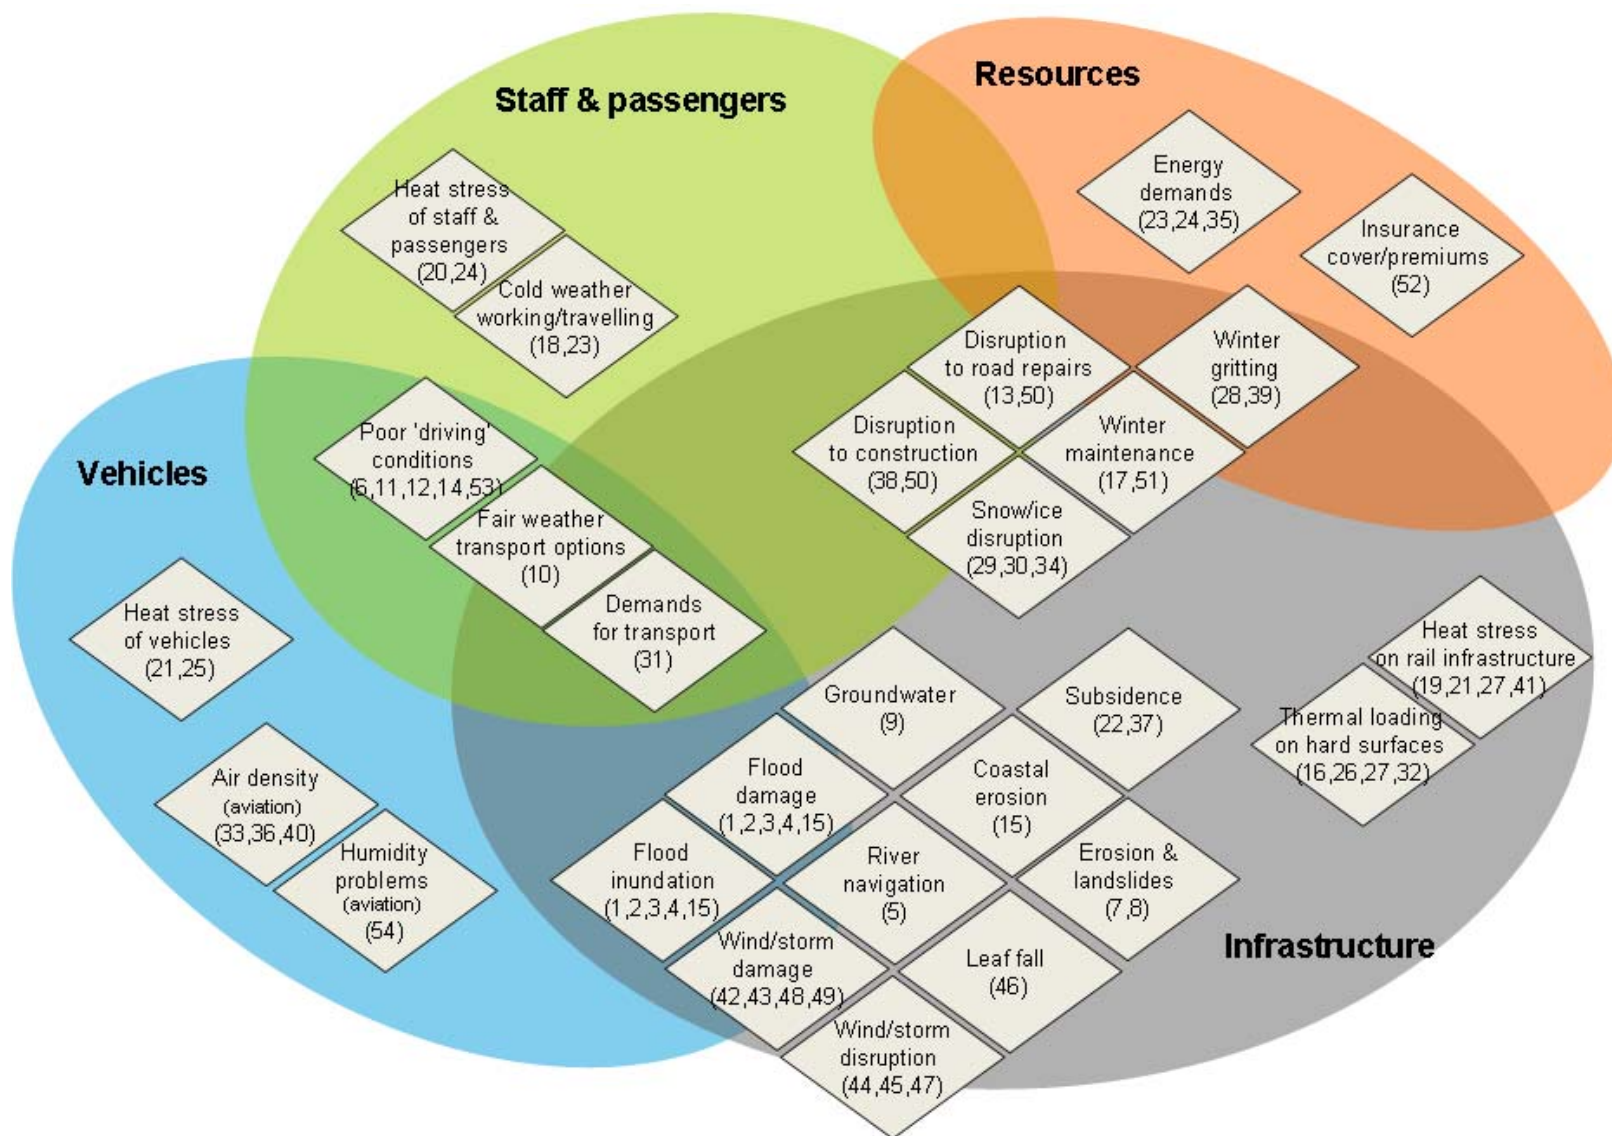 Staff & passengers
Resources
Vehicles
Infrastructure
Heat stress
of staff &
passengers
(20,24)
Cold weather
working/travelling
(18,23)
Energy
demands
(23,24,35)
Insurance
cover/premiums
(52)
Disruption
to road repairs
(13,50)
Winter
gritting
(28,39)
Disruption
to construction
(38,50)
Winter
maintenance
(17,51)
Snow/ice
disruption
(29,30,34)
Poor 'driving'
conditions
(6,11,12,14,53)
Fair weather
transport options
(10)
Demands
for transport
(31)
Heat stress
of vehicles
(21,25)
Air density
(aviation)
(33,36,40)
Humidity
problems
(aviation)
(54)
Groundwater
(9)
Subsidence
(22,37)
Heat stress
on rail infrastructure
(19,21,27,41)
Thermal loading
on hard surfaces
(16,26,27,32)
Flood
damage
(1,2,3,4,15)
Coastal
erosion
(15)
Flood
inundation
(1,2,3,4,15)
River
navigation
(5)
Erosion &
landslides
(7,8)
Wind/storm
damage
(42,43,48,49)
Leaf fall
(46)
Wind/storm
disruption
(44,45,47)